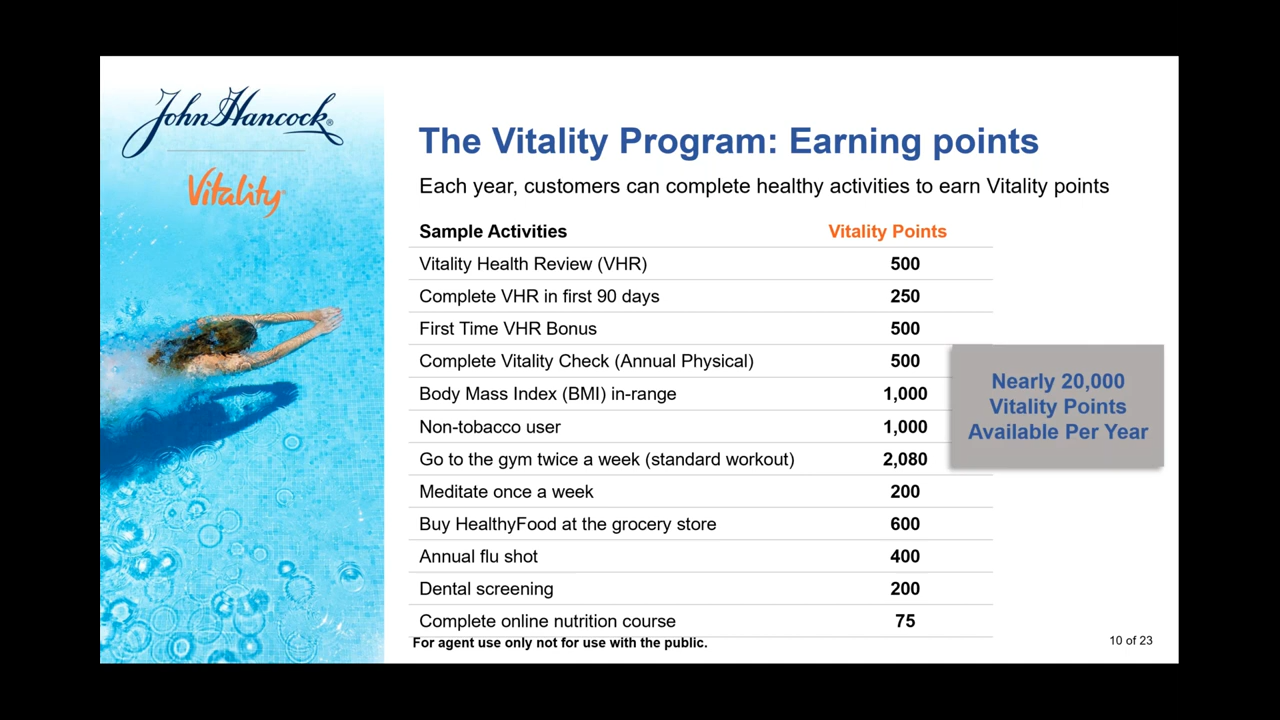 John Hancock®
Vitality
The Vitality Program: Earning points
Each year, customers can complete healthy activities to earn Vitality points
Sample Activities Vitality Points
Vitality Health Review (VHR) 500
Complete VHR in first 90 days 250
First Time VHR Bonus 500
Complete Vitality Check (Annual Physical) 500
Body Mass Index (BMI) in-range 1,000
Non-tobacco user 1,000
Go to the gym twice a week (standard workout) 2,080
Meditate once a week 200
Buy HealthyFood at the grocery store 600
Annual flu shot 400
Dental screening 200
Complete online nutrition course 75
Nearly 20,000
Vitality Points
Available Per Year
For agent use only not for use with the public.
10 of 23